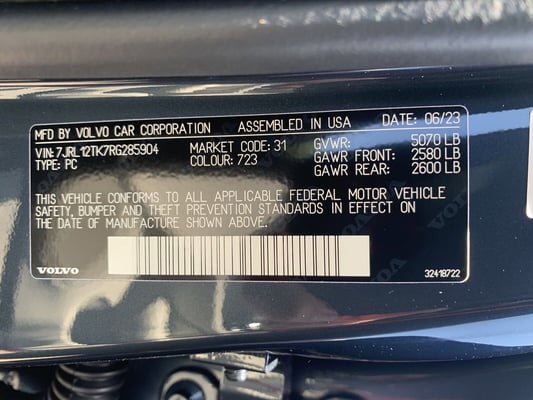 MFD BY VOLVO CAR CORPORATION ASSEMBLED IN USA DATE: 06/23
VIN: 7JRL12TK7RG285904 MARKET CODE: 31 GVWR: 5070 LB
TYPE: PC COLOUR: 723 GAWR FRONT: 2580 LB
GAWR REAR: 2600 LB
THIS VEHICLE CONFORMS TO ALL APPLICABLE FEDERAL MOTOR VEHICLE
SAFETY, BUMPER AND THEFT PREVENTION STANDARDS IN EFFECT ON
THE DATE OF MANUFACTURE SHOWN ABOVE.
VOLVO 32418722